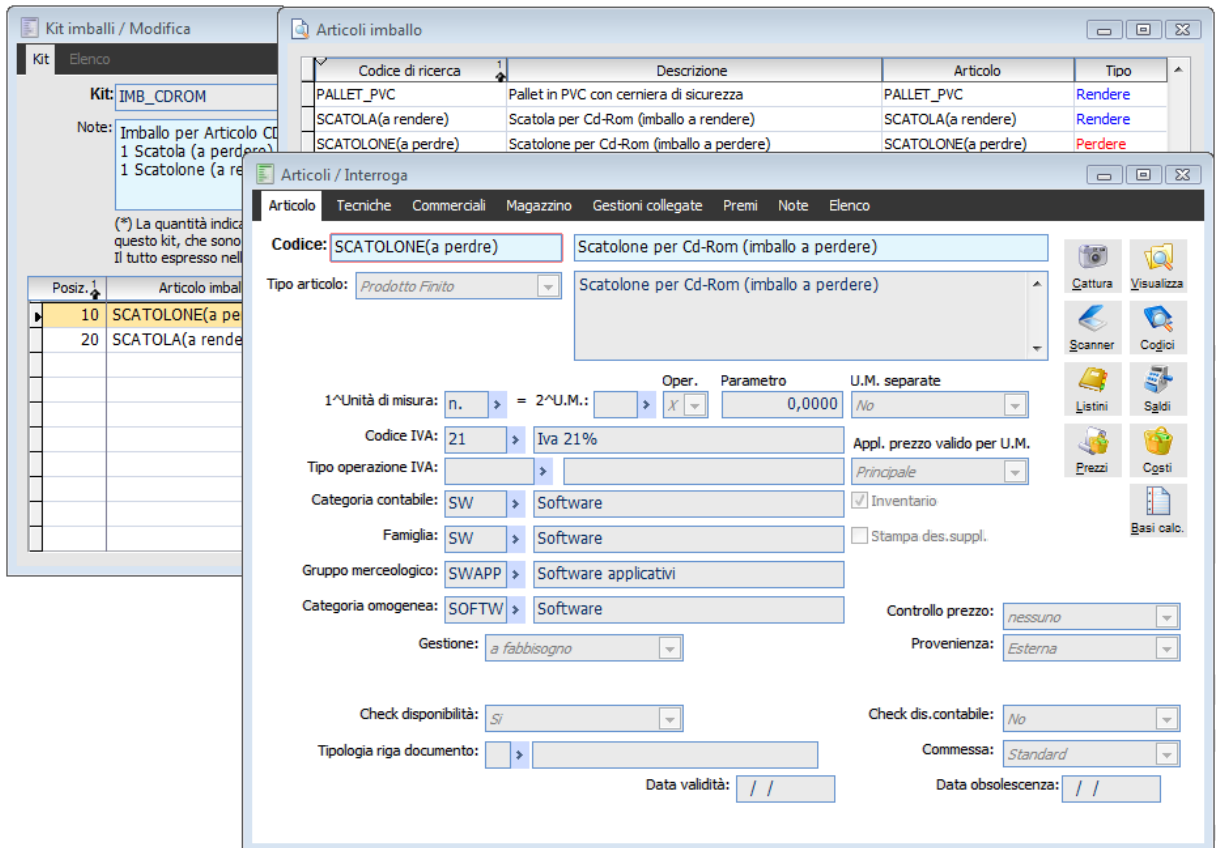 Kit imballi / Modifica
Kit Elenco
Kit: IMB_CDROM
Note: Imballo per Articolo
1 Scatola (a perdere)
1 Scatolone (a
(*) La quantità
questo kit, che sono
Il tutto espresso
Posiz. 1 Articolo
10 SCATOLONE(a
20 SCATOLA(a
Articoli imballo
Codice di ricerca 1 Descrizione Articolo Tipo
PALLET_PVC Pallet in PVC con cerniera di sicurezza PALLET_PVC Rendere
SCATOLA(a rendere) Scatola per Cd-Rom (imballo a rendere) SCATOLA(a rendere) Rendere
SCATOLONE(a perdre) Scatolone per Cd-Rom (imballo a perdere) SCATOLONE(a perdre) Perdere
Articoli / Interroga
Articolo Tecniche Commerciali Magazzino Gestioni collegate Premi Note Elenco
Codice: SCATOLONE(a perdre) Scatolone per Cd-Rom (imballo a perdere)
Tipo articolo: Prodotto Finito Scatolone per Cd-Rom (imballo a perdere)
Cattura Visualizza
Scanner Codici
Listini Saldi
Prezzi Costi
Basi calc.
Oper. Parametro U.M. separate
1^Unità di misura: n. = 2^U.M.: X 0,0000 No
Codice IVA: 21 Iva 21% Appl. prezzo valido per U.M.
Tipo operazione IVA: Principale
Categoria contabile: SW Software Inventario
Famiglia: SW Software Stampa des.suppl.
Gruppo merceologico: SWAPP Software applicativi
Categoria omogenea: SOFTW Software Controllo prezzo: nessuno
Gestione: a fabbisogno Provenienza: Esterna
Check disponibilità: Si Check dis.contabile: No
Tipologia riga documento: Commessa: Standard
Data validità: / / Data obsolescenza: / /